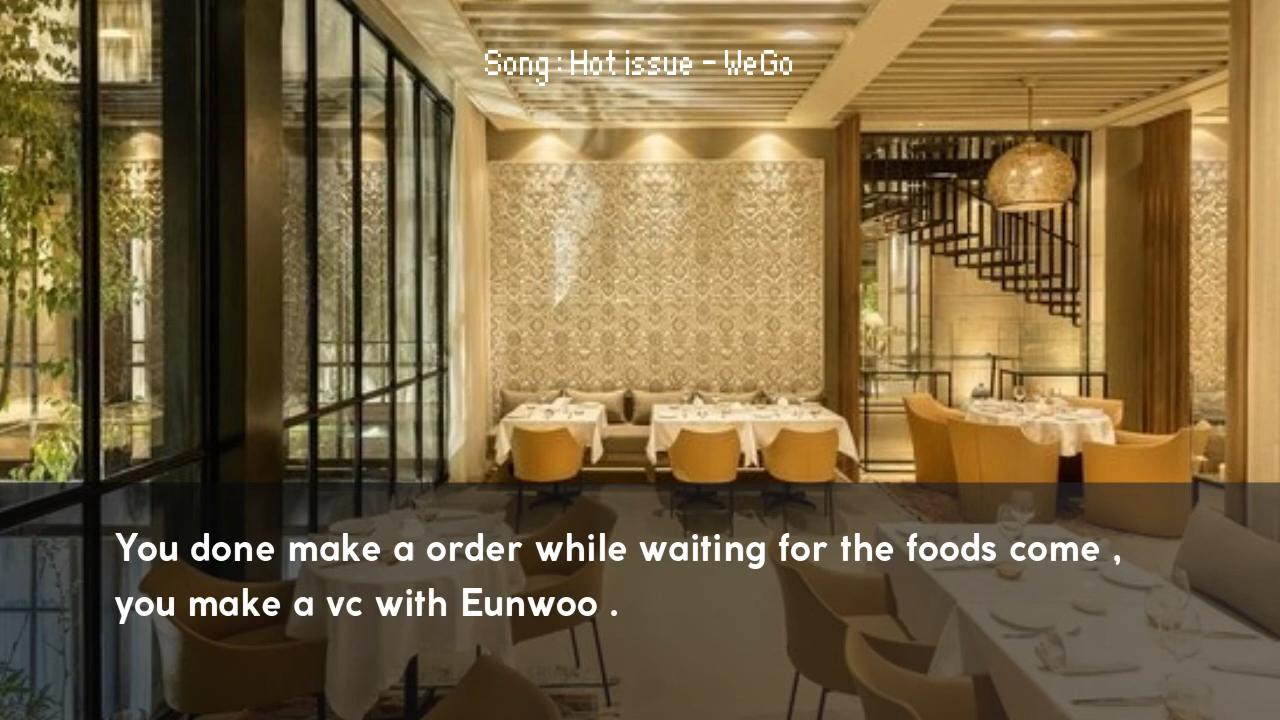 Song : Hot issue - WeGo
You done make a order while waiting for the foods come ,
you make a vc with Eunwoo .